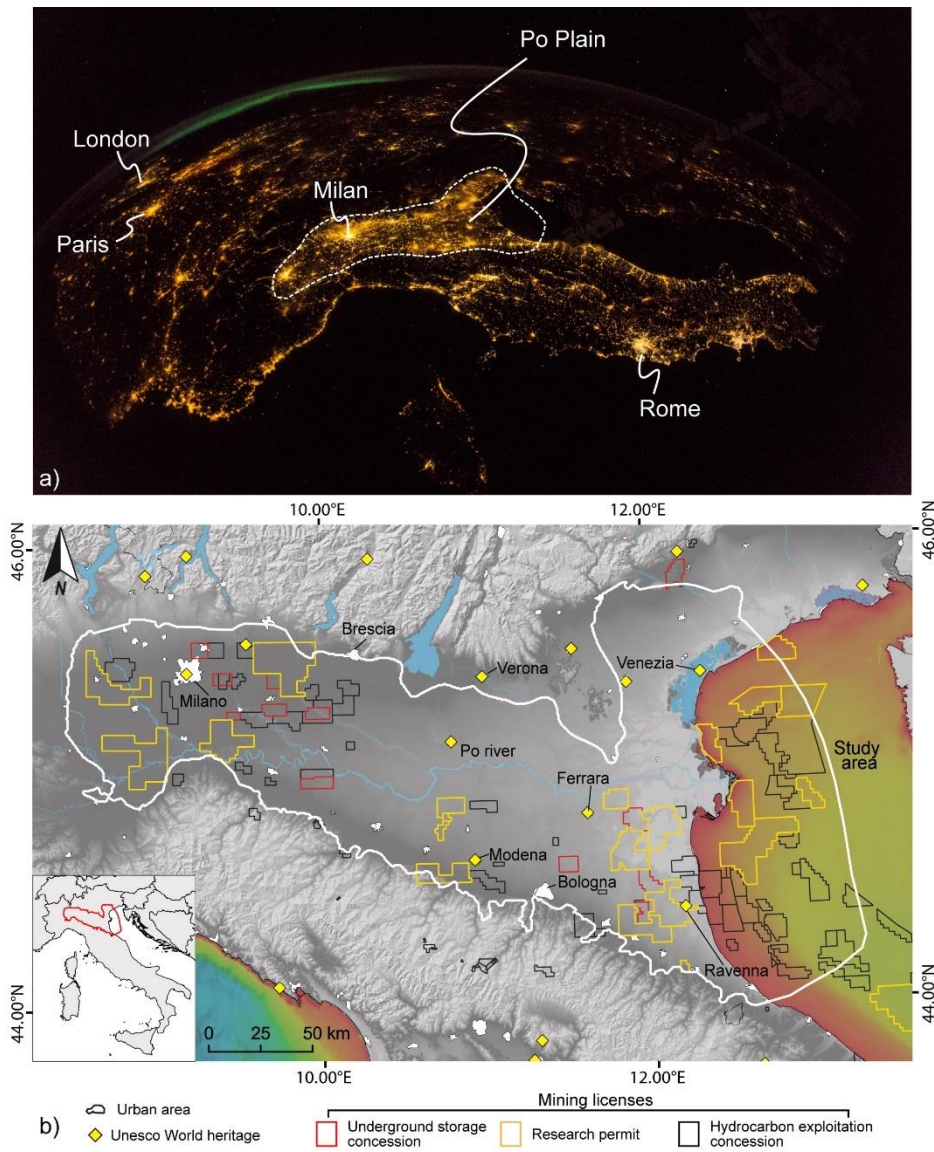 Po Plain
London
Milan
Paris
Rome
a)
10.00°E
12.00°E
46.00°N
46.00°N
N
Brescia
Verona
Venezia
Milano
Study
area
Po river
Ferrara
Modena
Bologna
Ravenna
44.00°N
44.00°N
0 25 50 km
10.00°E
12.00°E
Mining licenses
b)
Urban area
Unesco World heritage
Underground storage
concession
Research permit
Hydrocarbon exploitation
concession